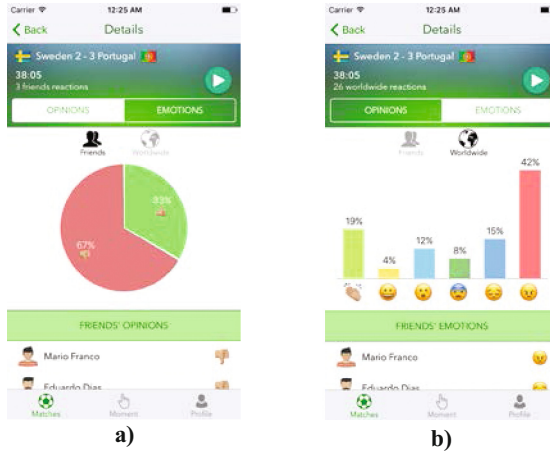 Carrier 12:25 AM
Back Details
Sweden 2 - 3 Portugal
38:05
3 friends reactions
OPINIONS EMOTIONS
Friends Worldwide
33%
67%
FRIENDS' OPINIONS
Mario Franco
Eduardo Dias
Matches Moment Profile
a)
Carrier 12:25 AM
Back Details
Sweden 2 - 3 Portugal
38:05
26 worldwide reactions
OPINIONS EMOTIONS
Friends Worldwide
42%
19%
15%
12%
8%
4%
FRIENDS' EMOTIONS
Mario Franco
Eduardo Dias
Matches Moment Profile
b)